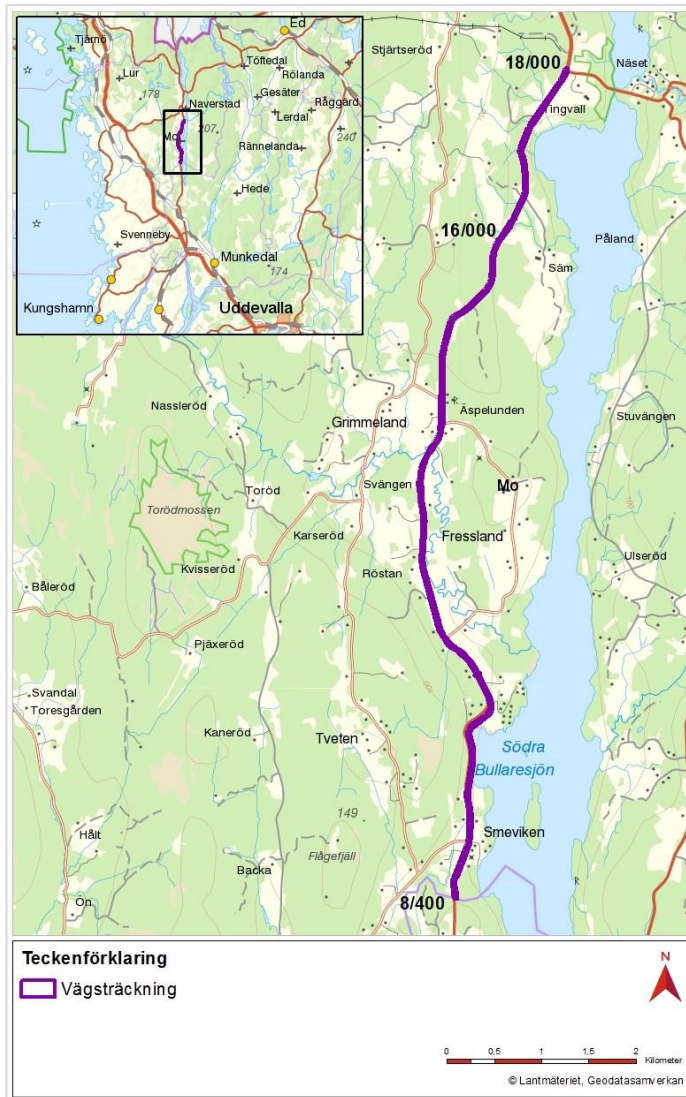 Ed
Tjärnö
Lur
178
Töftedal
Rölanda
Gesäter
Råggärd
Naverstad
Lerdal
Mo
207
240
Rännelanda
Hede
Svenneby
Munkedal
174
Kungshamn
Uddevalla
Stjärtseröd
18/000
Näset
Tingvall
16/000
Påland
Säm
Nassleröd
Grimmeland
Äspelunden
Stuvängen
Torödmossen
Toröd
Svängen
Mo
Karseröd
Fressland
Kvisseröd
Röstan
Ulseröd
Båleröd
Pjäxeröd
Svandal
Toresgården
Kaneröd
Tveten
Södra
Bullaresjön
149
Smeviken
Hålt
Flågefjäll
Backa
Ön
8/400
Teckenförklaring
Vägsträckning
N
0 0,5 1 1,5 2
Kilometer
© Lantmäteriet, Geodatasamverkan